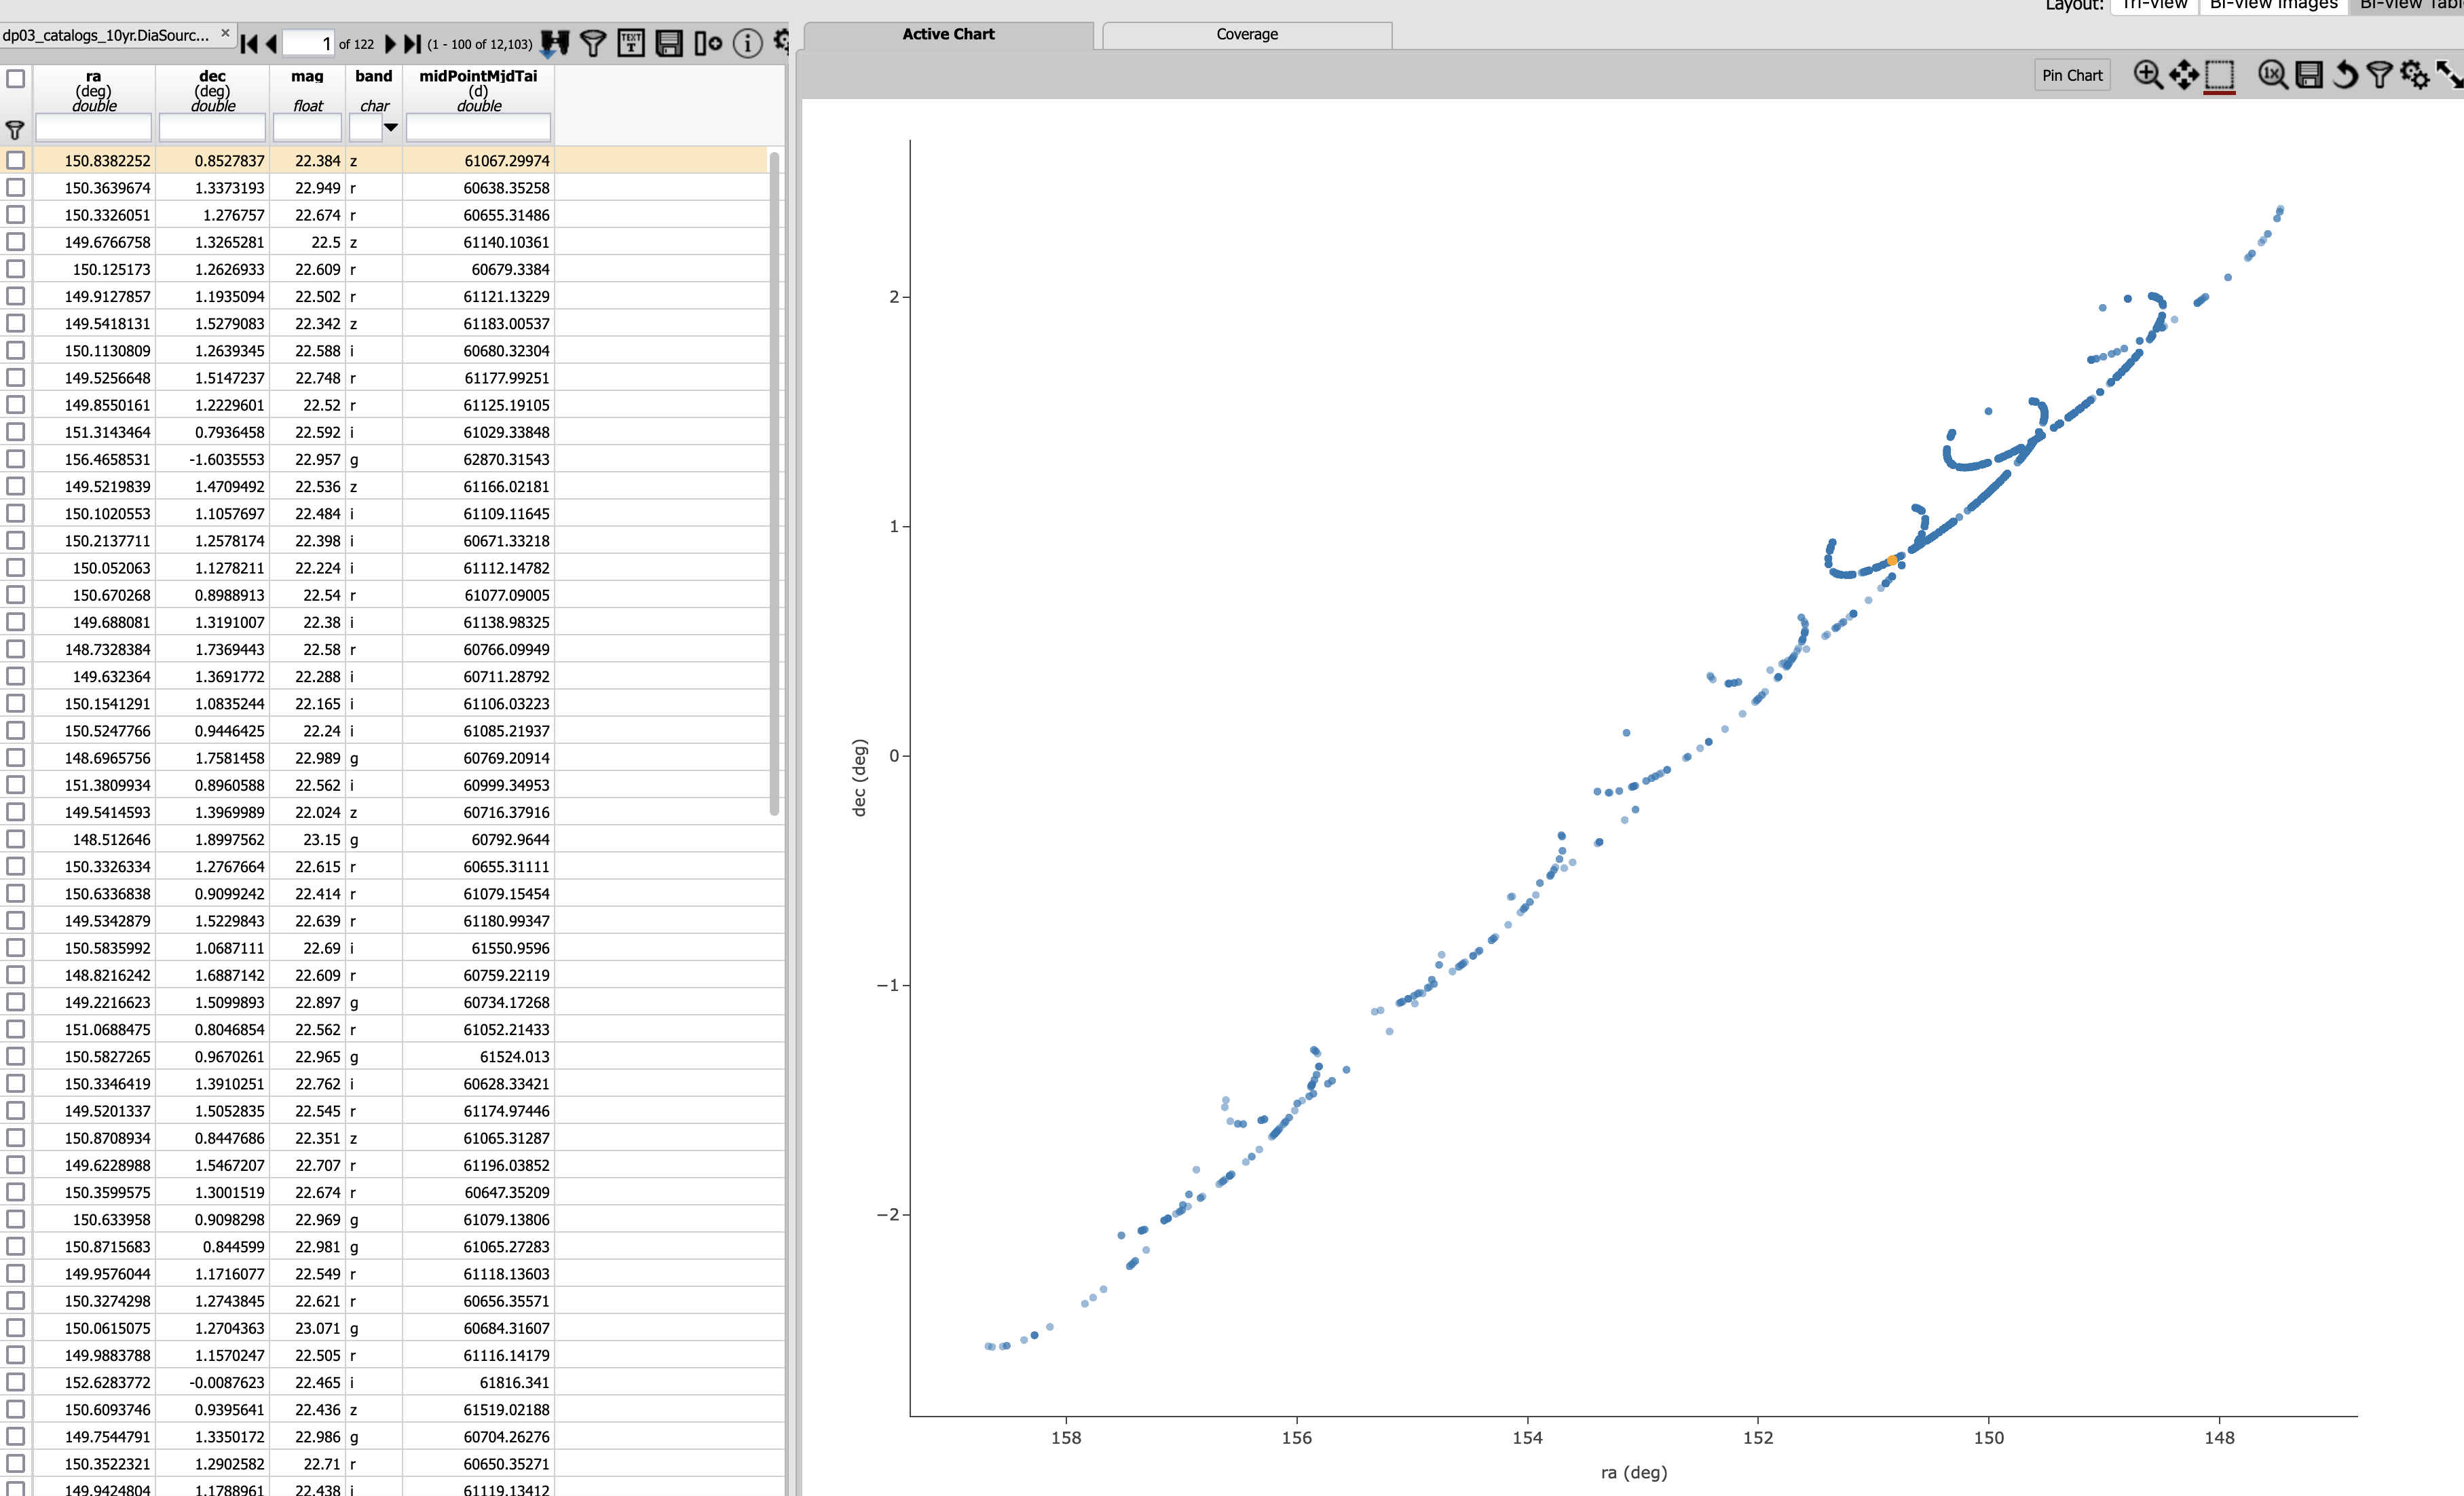 Layout: Tri-view Bi-view Images Bi-view
dp03_catalogs_10yr.DiaSourc... × 1 of 122 (1 - 100 of 12,103) TEXT T i
Active Chart Coverage
Pin Chart 1x
ra dec mag band midPointMjdTai
(deg) (deg) (d)
double double float char double
150.8382252 0.8527837 22.384 z 61067.29974
150.3639674 1.3373193 22.949 r 60638.35258
150.3326051 1.276757 22.674 r 60655.31486
149.6766758 1.3265281 22.5 z 61140.10361
150.125173 1.2626933 22.609 r 60679.3384
149.9127857 1.1935094 22.502 r 61121.13229
149.5418131 1.5279083 22.342 z 61183.00537
150.1130809 1.2639345 22.588 i 60680.32304
149.5256648 1.5147237 22.748 r 61177.99251
149.8550161 1.2229601 22.52 r 61125.19105
151.3143464 0.7936458 22.592 i 61029.33848
156.4658531 -1.6035553 22.957 g 62870.31543
149.5219839 1.4709492 22.536 z 61166.02181
150.1020553 1.1057697 22.484 i 61109.11645
150.2137711 1.2578174 22.398 i 60671.33218
150.052063 1.1278211 22.224 i 61112.14782
150.670268 0.8988913 22.54 r 61077.09005
149.688081 1.3191007 22.38 i 61138.98325
148.7328384 1.7369443 22.58 r 60766.09949
149.632364 1.3691772 22.288 i 60711.28792
150.1541291 1.0835244 22.165 i 61106.03223
150.5247766 0.9446425 22.24 i 61085.21937
148.6965756 1.7581458 22.989 g 60769.20914
151.3809934 0.8960588 22.562 i 60999.34953
149.5414593 1.3969989 22.024 z 60716.37916
148.512646 1.8997562 23.15 g 60792.9644
150.3326334 1.2767664 22.615 r 60655.31111
150.6336838 0.9099242 22.414 r 61079.15454
149.5342879 1.5229843 22.639 r 61180.99347
150.5835992 1.0687111 22.69 i 61550.9596
148.8216242 1.6887142 22.609 r 60759.22119
149.2216623 1.5099893 22.897 g 60734.17268
151.0688475 0.8046854 22.562 r 61052.21433
150.5827265 0.9670261 22.965 g 61524.013
150.3346419 1.3910251 22.762 i 60628.33421
149.5201337 1.5052835 22.545 r 61174.97446
150.8708934 0.8447686 22.351 z 61065.31287
149.6228988 1.5467207 22.707 r 61196.03852
150.3599575 1.3001519 22.674 r 60647.35209
150.633958 0.9098298 22.969 g 61079.13806
150.8715683 0.844599 22.981 g 61065.27283
149.9576044 1.1716077 22.549 r 61118.13603
150.3274298 1.2743845 22.621 r 60656.35571
150.0615075 1.2704363 23.071 g 60684.31607
149.9883788 1.1570247 22.505 r 61116.14179
152.6283772 -0.0087623 22.465 i 61816.341
150.6093746 0.9395641 22.436 z 61519.02188
149.7544791 1.3350172 22.986 g 60704.26276
150.3522321 1.2902582 22.71 r 60650.35271
149.9424804 1.1788961 22.438 i 61119.13412
2
1
0
−1
−2
dec (deg)
158 156 154 152 150 148
ra (deg)